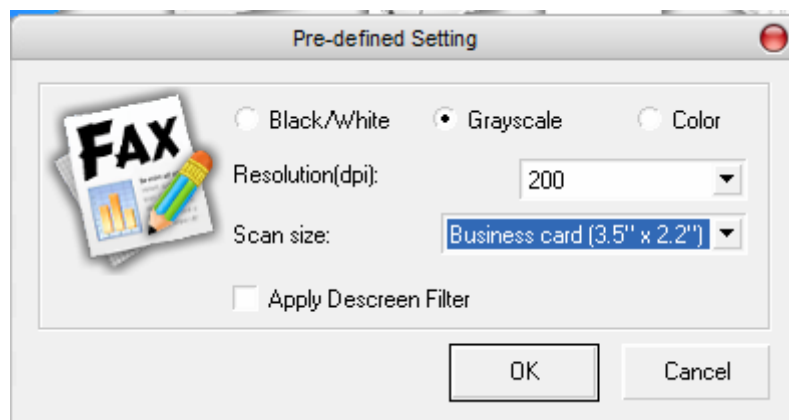 Pre-defined Setting
FAX
Black/White Grayscale Color
Resolution(dpi): 200
Scan size: Business card (3.5" x 2.2")
Apply Descreen Filter
OK Cancel